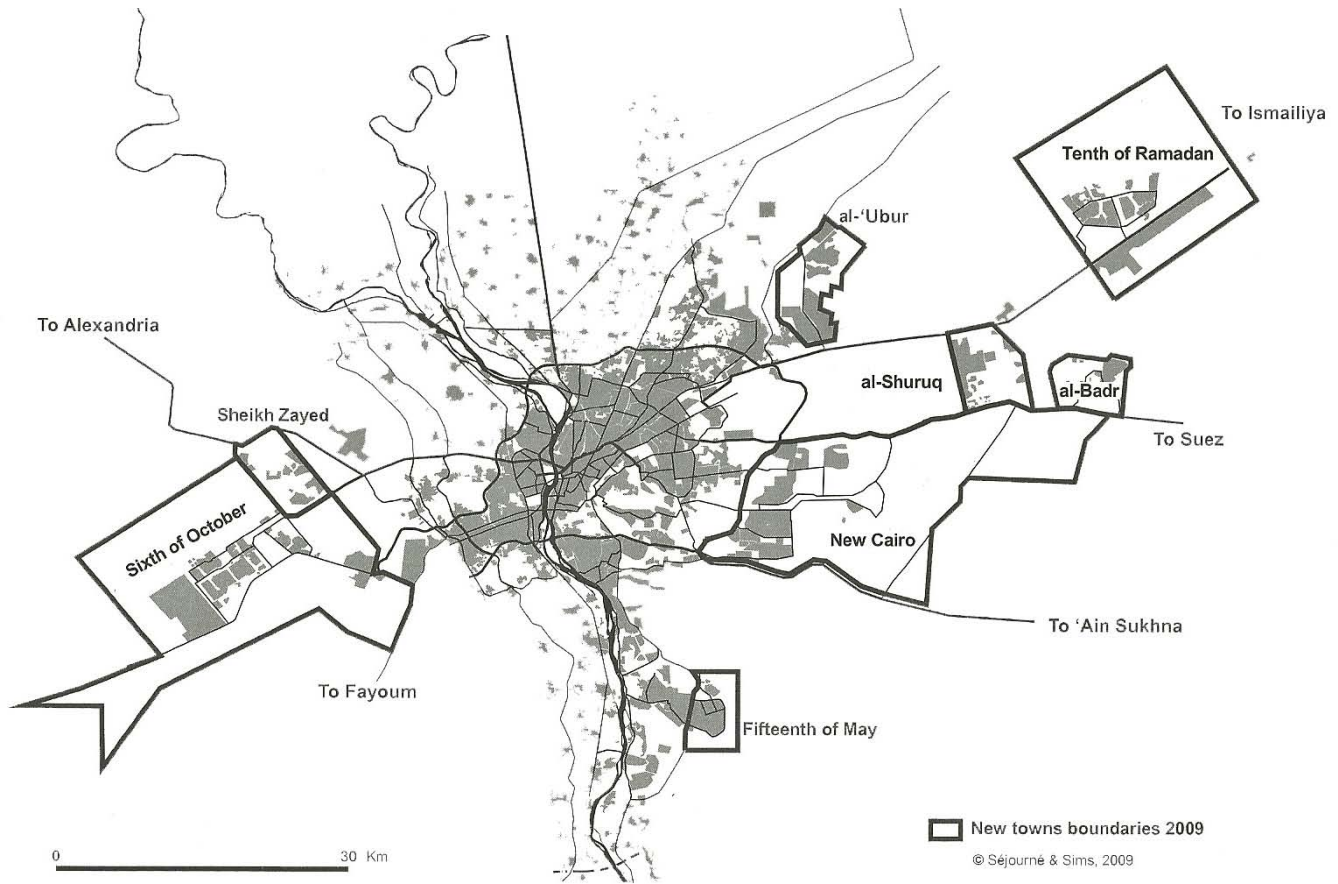 To Ismailiya
Tenth of Ramadan
al-‘Ubur
To Alexandria
al-Shuruq
al-Badr
Sheikh Zayed
To Suez
Sixth of October
New Cairo
To ‘Ain Sukhna
To Fayoum
Fifteenth of May
New towns boundaries 2009
0 30 Km
© Séjourné & Sims, 2009